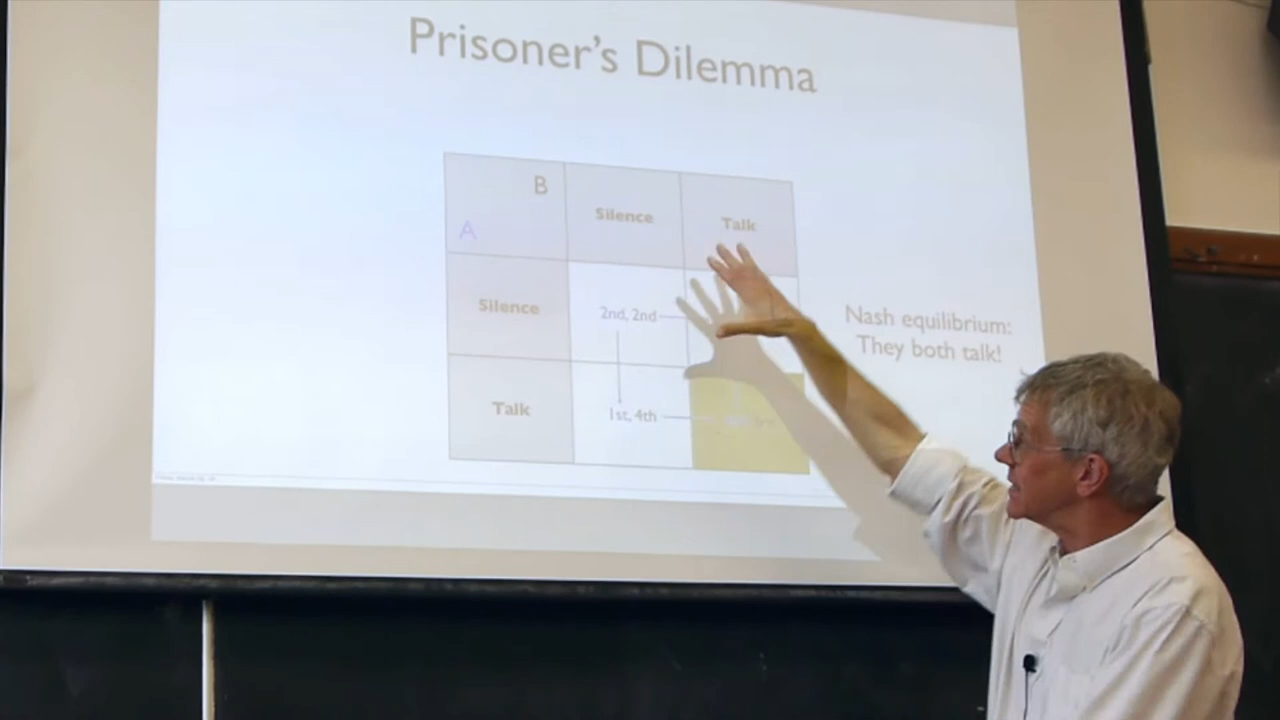 Prisoner's Dilemma
B
A
Silence
Talk
Silence
2nd, 2nd
Talk
1st, 4th
Nash equilibrium:
They both talk!